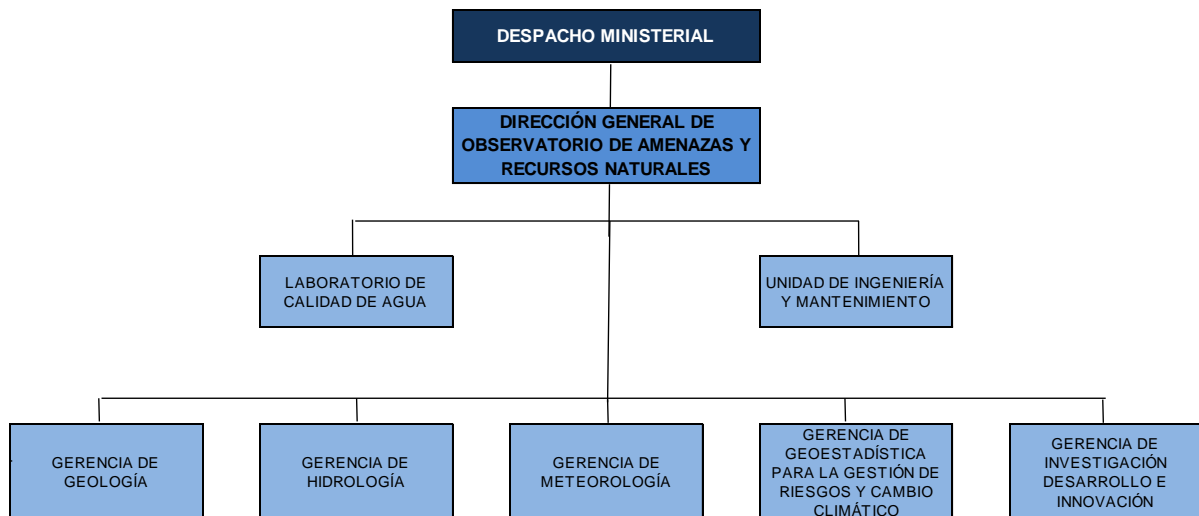 DESPACHO MINISTERIAL
DIRECCIÓN GENERAL DE
OBSERVATORIO DE AMENAZAS Y
RECURSOS NATURALES
LABORATORIO DE
CALIDAD DE AGUA
UNIDAD DE INGENIERÍA
Y MANTENIMIENTO
GERENCIA DE
GEOLOGÍA
GERENCIA DE
HIDROLOGÍA
GERENCIA DE
METEOROLOGÍA
GERENCIA DE
GEOESTADÍSTICA
PARA LA GESTIÓN DE
RIESGOS Y CAMBIO
CLIMÁTICO
GERENCIA DE
INVESTIGACIÓN
DESARROLLO E
INNOVACIÓN